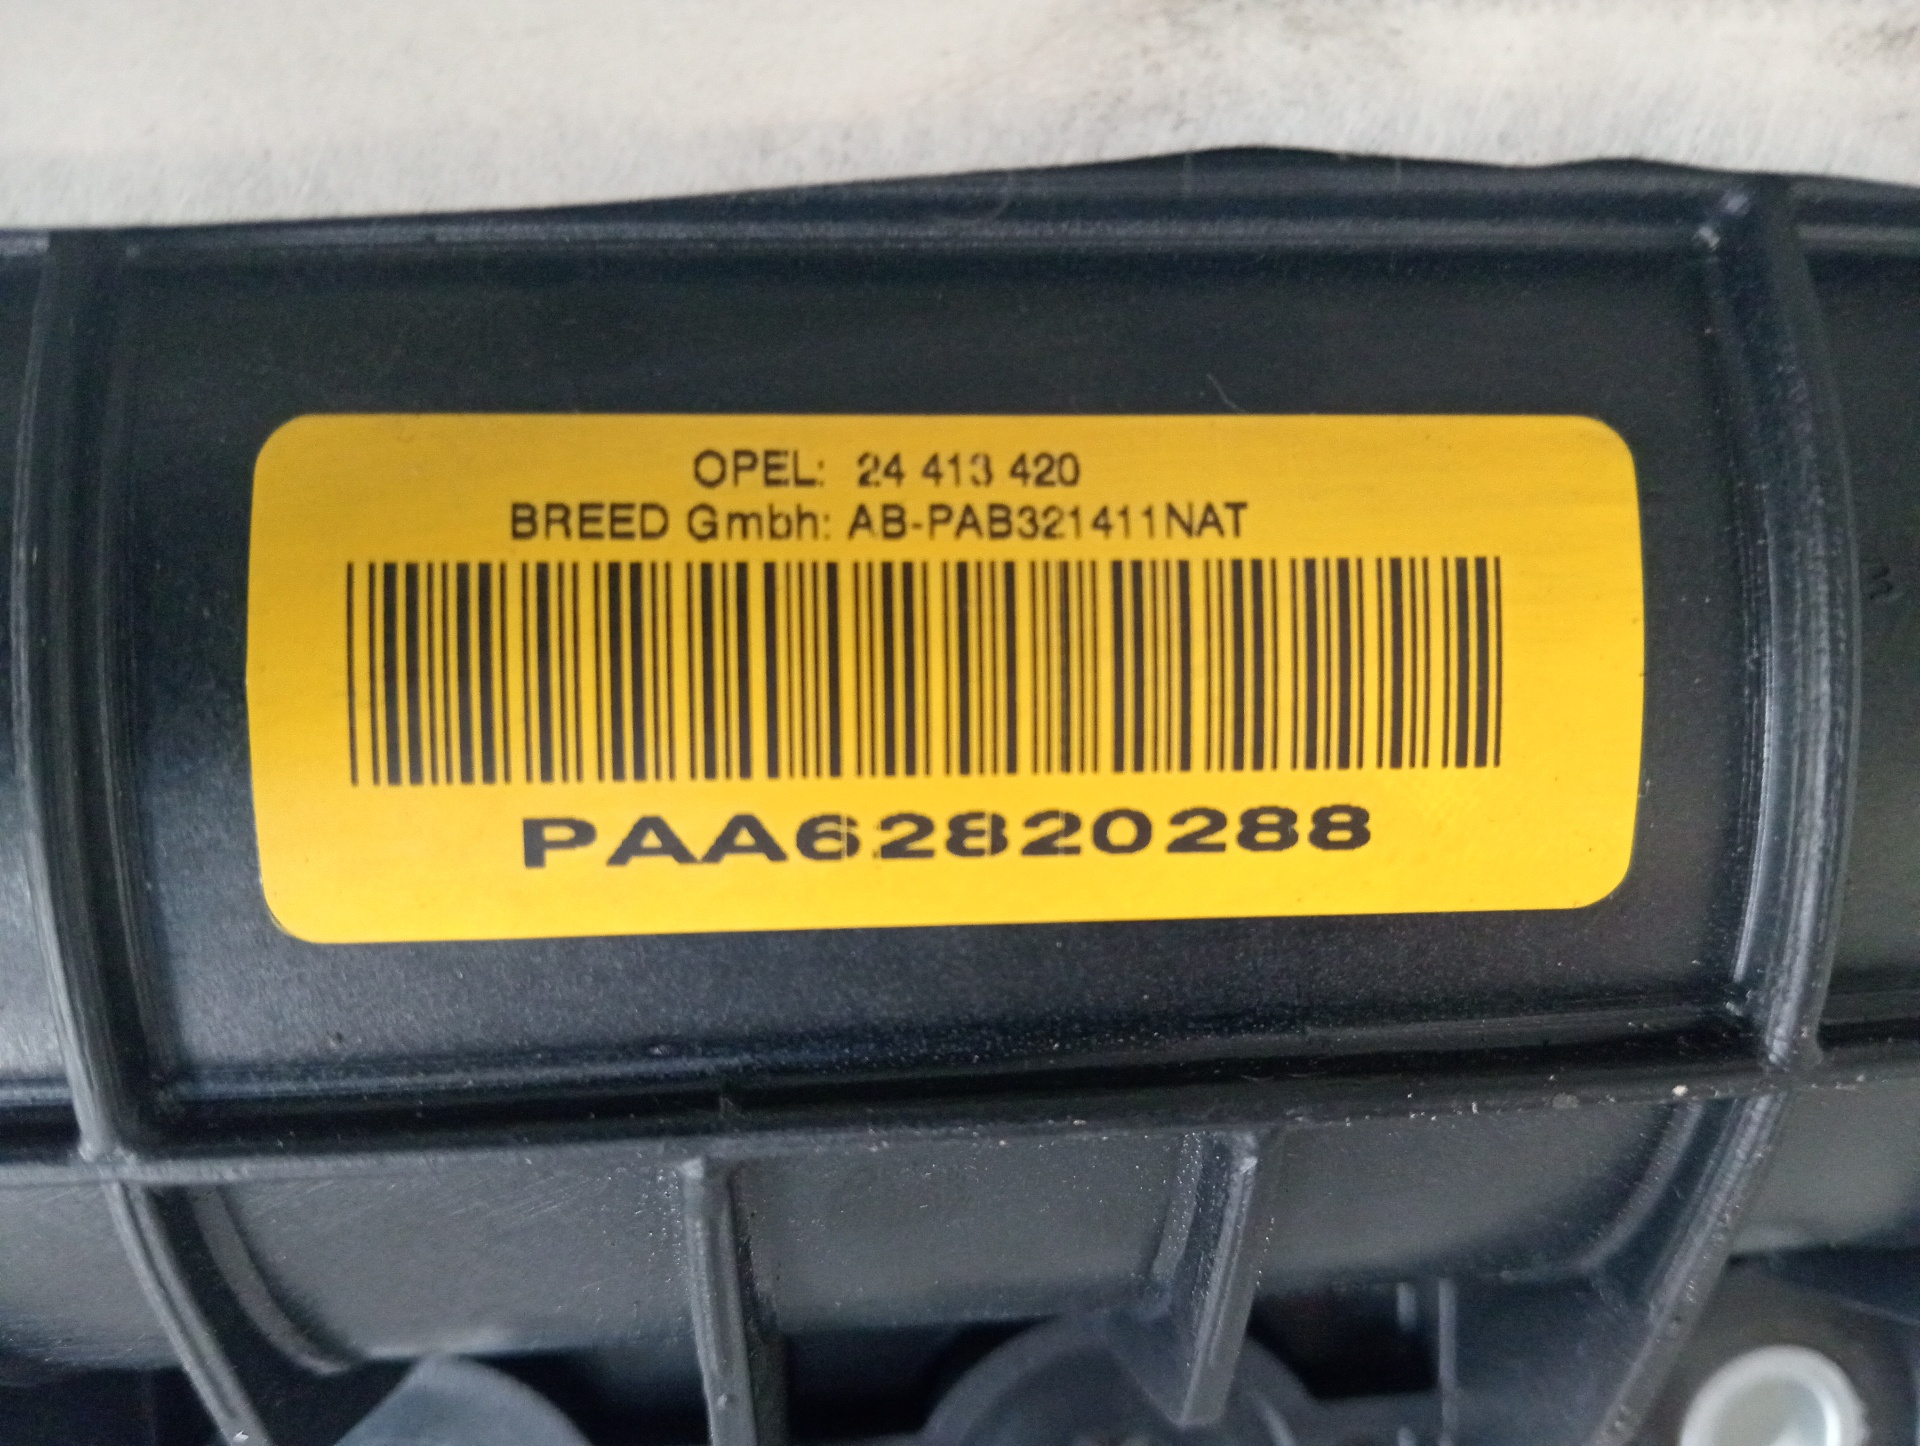 OPEL: 24 413 420
BREED Gmbh: AB-PAB321411NAT
PAA62820288